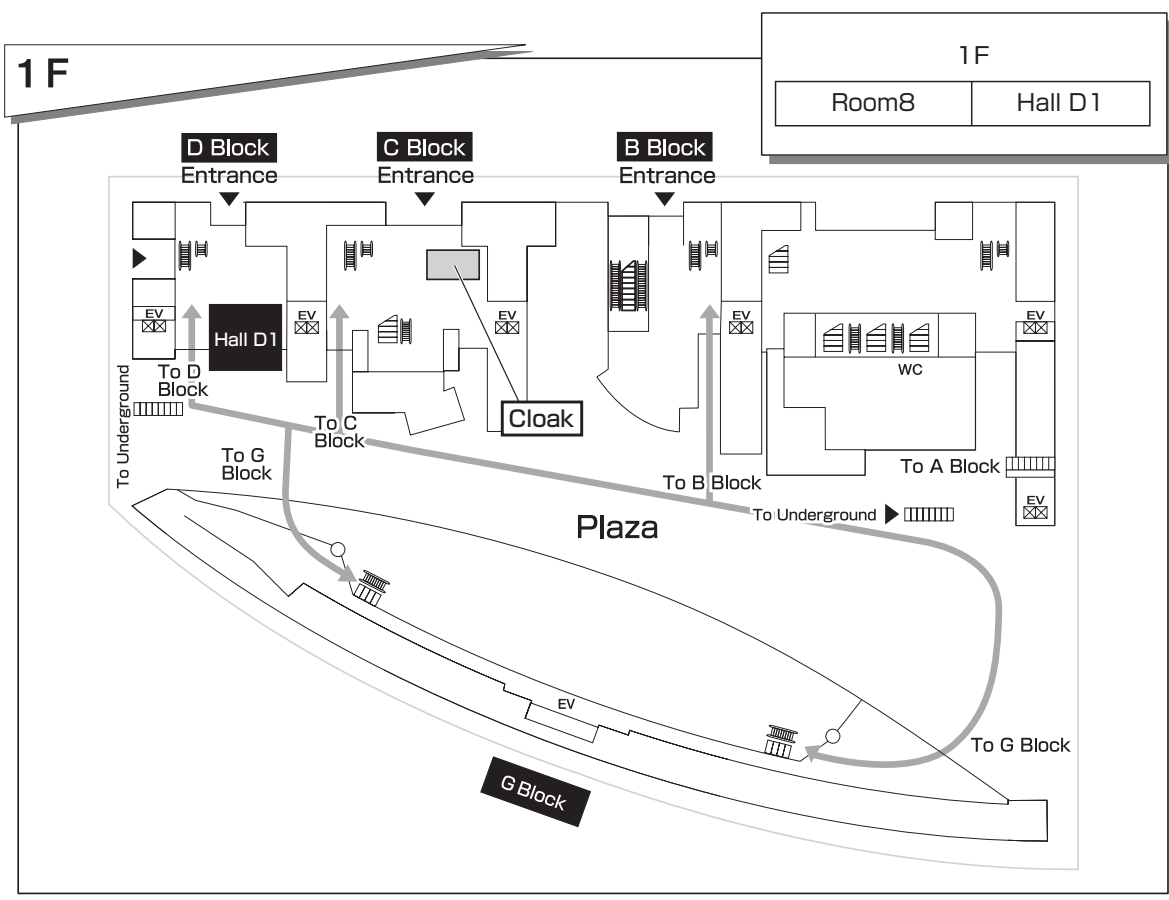 1F
1F
Room8
Hall D1
D Block
Entrance
C Block
Entrance
B Block
Entrance
EV
Hall D1
EV
EV
EV
EV
WC
To D
Block
To Underground
Cloak
To C
Block
To G
Block
To A Block
To B Block
EV
To Underground
Plaza
EV
To G Block
G Block